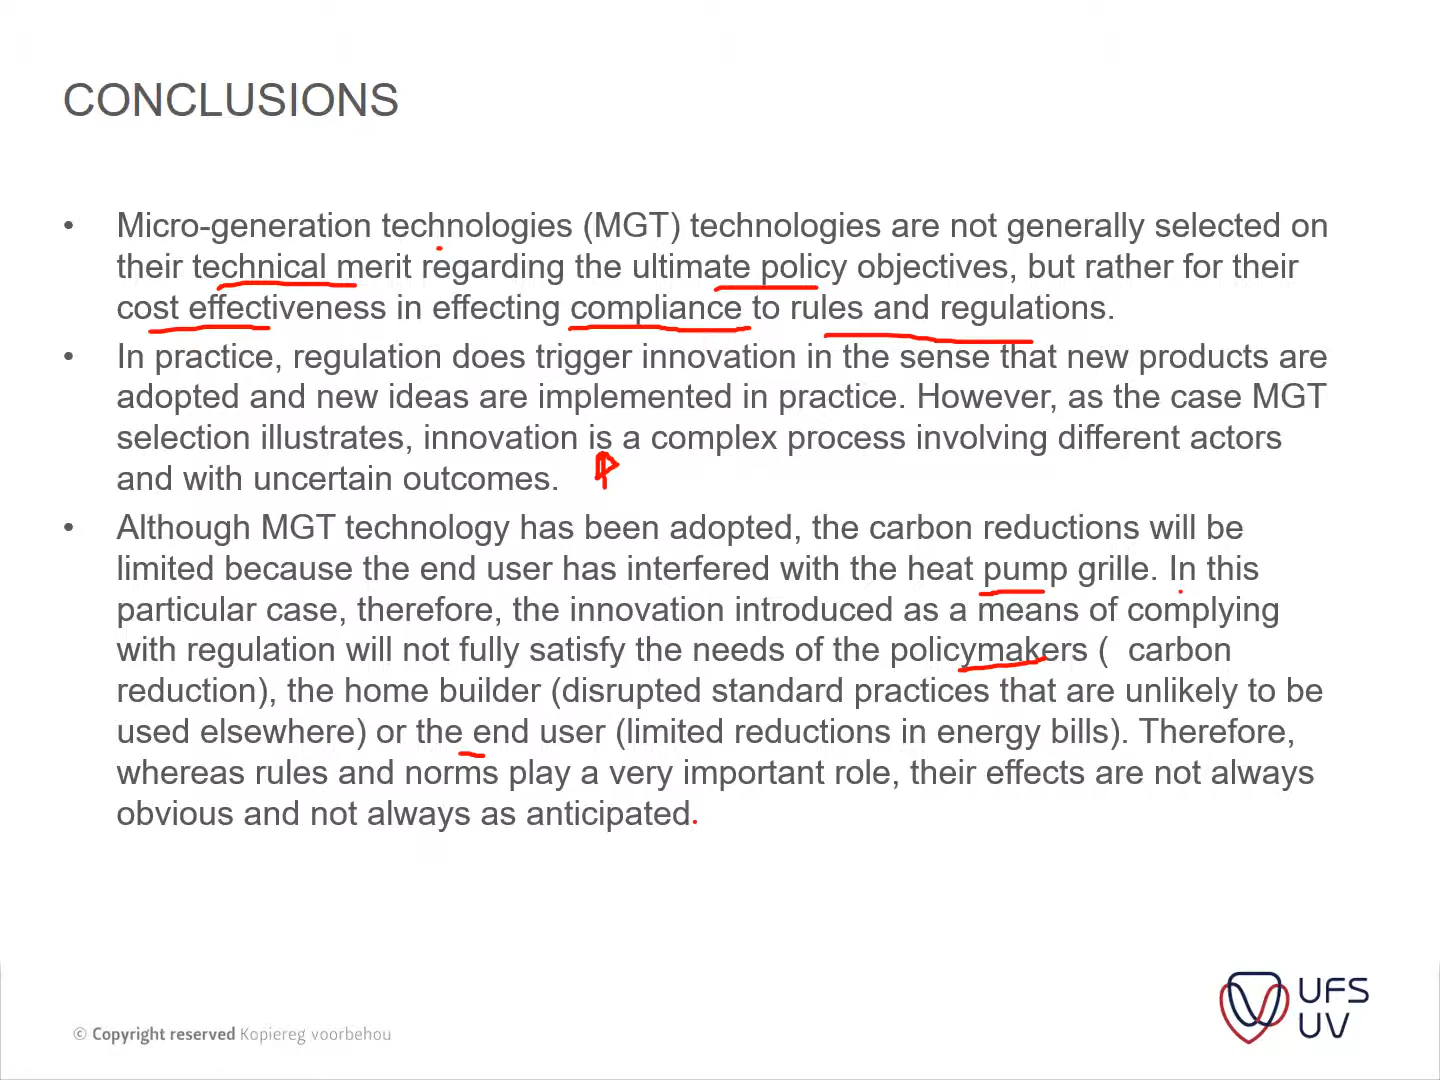 CONCLUSIONS
• Micro-generation technologies (MGT) technologies are not generally selected on
their technical merit regarding the ultimate policy objectives, but rather for their
cost effectiveness in effecting compliance to rules and regulations.
• In practice, regulation does trigger innovation in the sense that new products are
adopted and new ideas are implemented in practice. However, as the case MGT
selection illustrates, innovation is a complex process involving different actors
and with uncertain outcomes.
• Although MGT technology has been adopted, the carbon reductions will be
limited because the end user has interfered with the heat pump grille. In this
particular case, therefore, the innovation introduced as a means of complying
with regulation will not fully satisfy the needs of the policymakers ( carbon
reduction), the home builder (disrupted standard practices that are unlikely to be
used elsewhere) or the end user (limited reductions in energy bills). Therefore,
whereas rules and norms play a very important role, their effects are not always
obvious and not always as anticipated.
© Copyright reserved Kopiereg voorbehou
UFS
UV